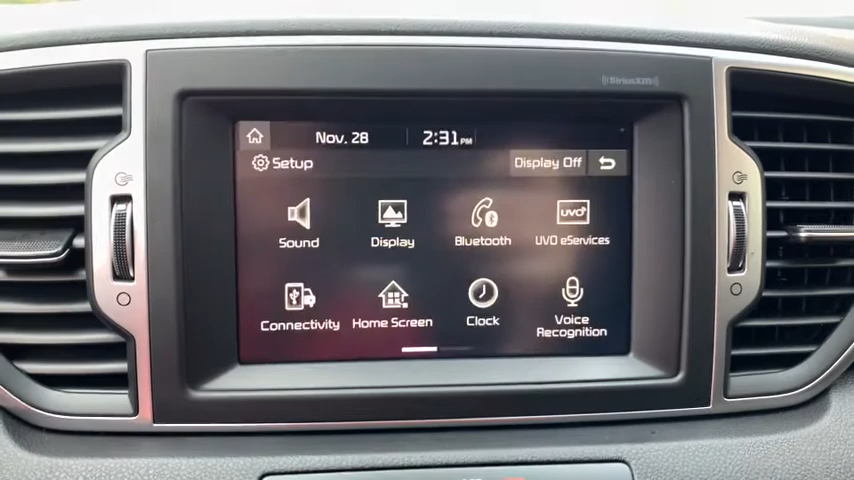 SiriusXM
Nov. 28 2:31 PM
Setup Display Off
Sound Display Bluetooth UVO eServices
Connectivity Home Screen Clock Voice Recognition